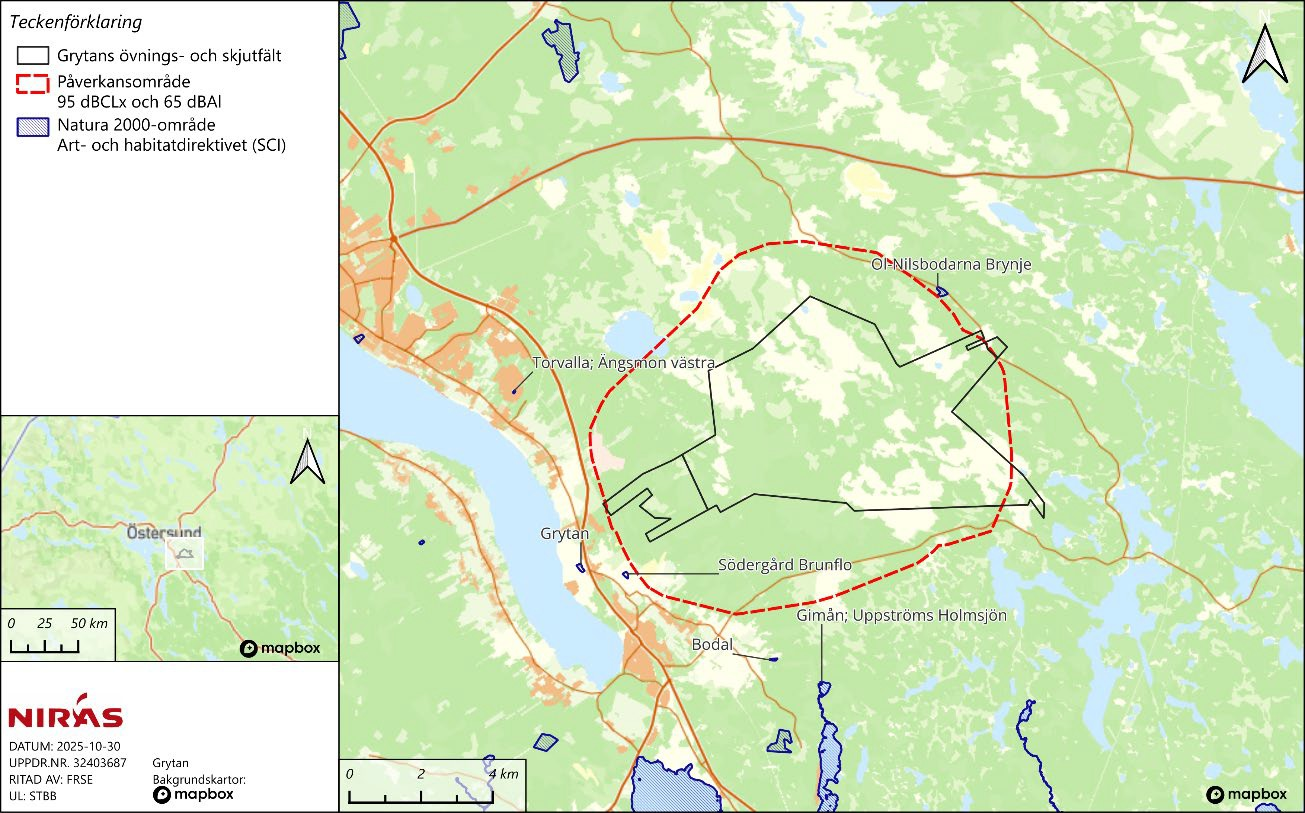 Teckenförklaring
Grytans övnings- och skjutfält
Påverkansområde
95 dBCLx och 65 dBAl
Natura 2000-område
Art- och habitatdirektivet (SCI)
N
Ol-Nilsbodarna Brynje
Torvalla; Ängsmon västra
Grytan
Södergård Brunflo
Gimån; Uppströms Holmsjön
Bodal
N
Östersund
0 25 50 km
mapbox
NIRAS
DATUM: 2025-10-30
UPPDR.NR. 32403687
RITAD AV: FRSE
UL: STBB
Grytan
Bakgrundskartor:
mapbox
0 2 4 km
mapbox